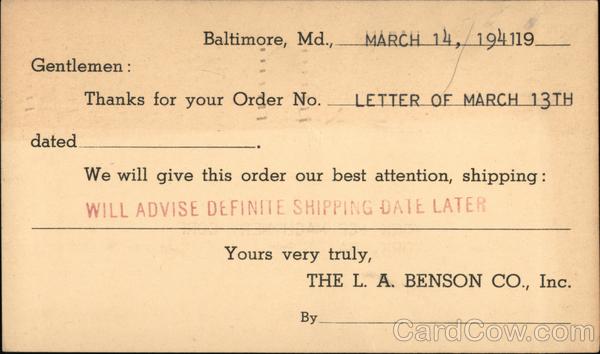 Baltimore, Md., MARCH 14, 194119
Gentlemen:
Thanks for your Order No. LETTER OF MARCH 13TH
dated.
We will give this order our best attention, shipping:
WILL ADVISE DEFINITE SHIPPING DATE LATER
Yours very truly,
THE L. A. BENSON CO., Inc.
By
CardCow.com